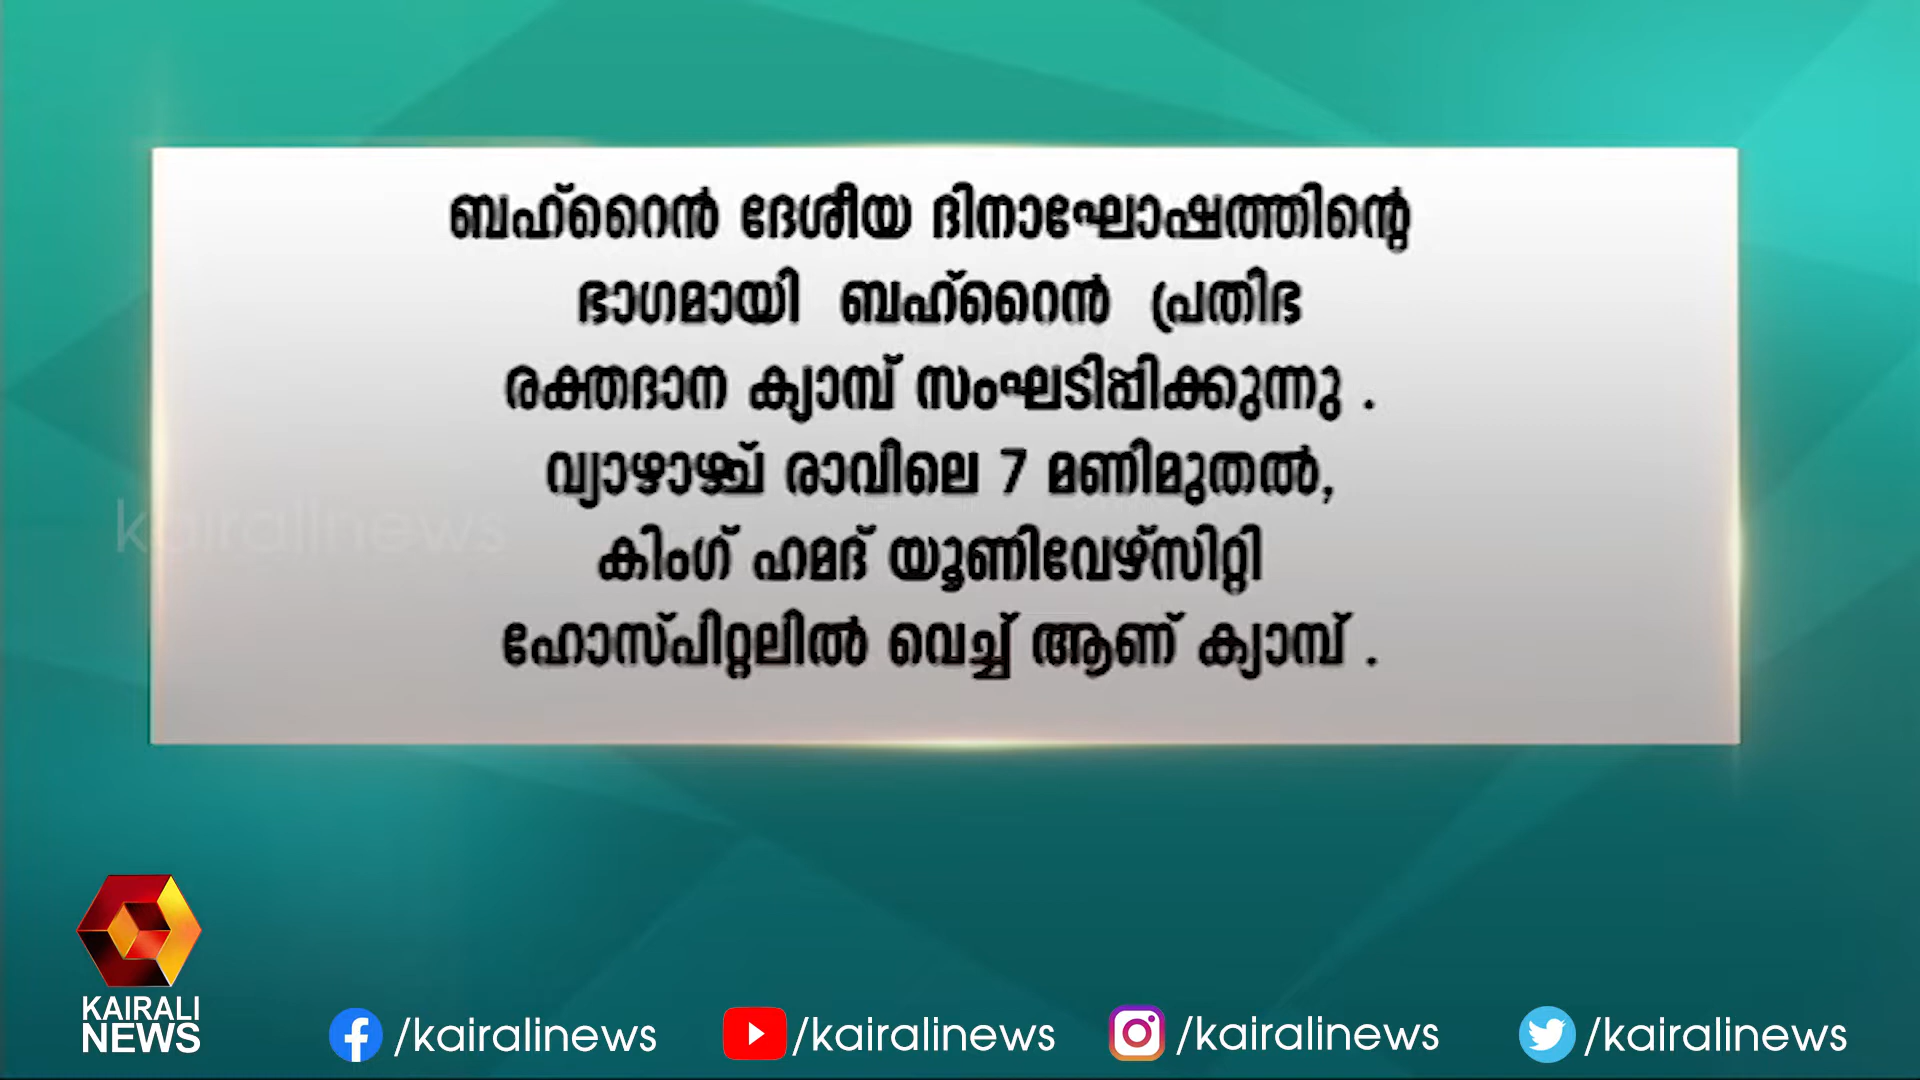 ബഹ്റൈൻ ദേശീയ ദിനാഘോഷത്തിന്റെ
ഭാഗമായി ബഹ്റൈൻ പ്രതിഭ
രക്തദാന ക്യാമ്പ് സംഘടിപ്പിക്കുന്നു .
വ്യാഴാഴ്ച് രാവിലെ 7 മണിമുതൽ,
കിംഗ് ഹമദ് യൂണിവേഴ്സിറ്റി
ഹോസ്പിറ്റലിൽ വെച്ച് ആണ് ക്യാമ്പ് .
kairalinews
KAIRALI
NEWS
/kairalinews /kairalinews /kairalinews /kairalinews